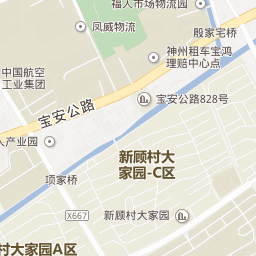 福人市场物流园
殷家宅桥
凤威物流
神州租车宝鸿
理赔中心点
中国航空
工业集团
宝安公路
宝安公路828号
人产业园
新顾村大
家园-C区
项家桥
X667
新顾村大家园
村大家园A区